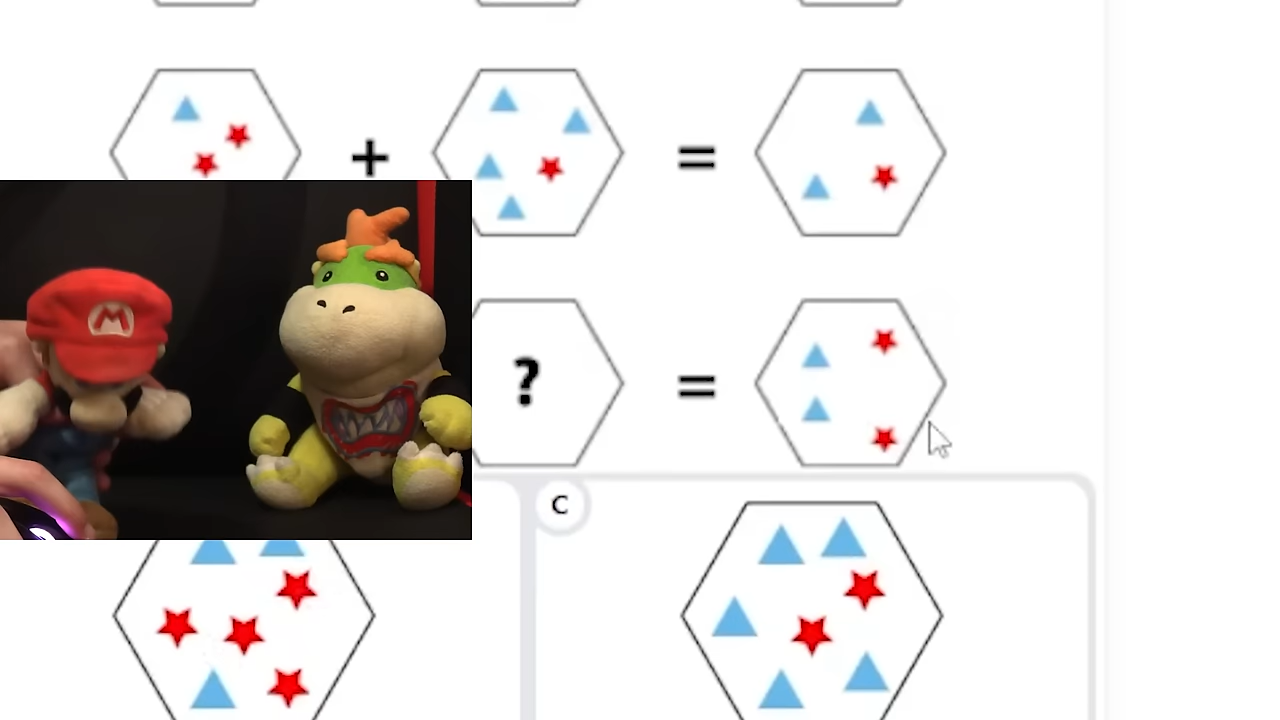 + =
? =
C
M